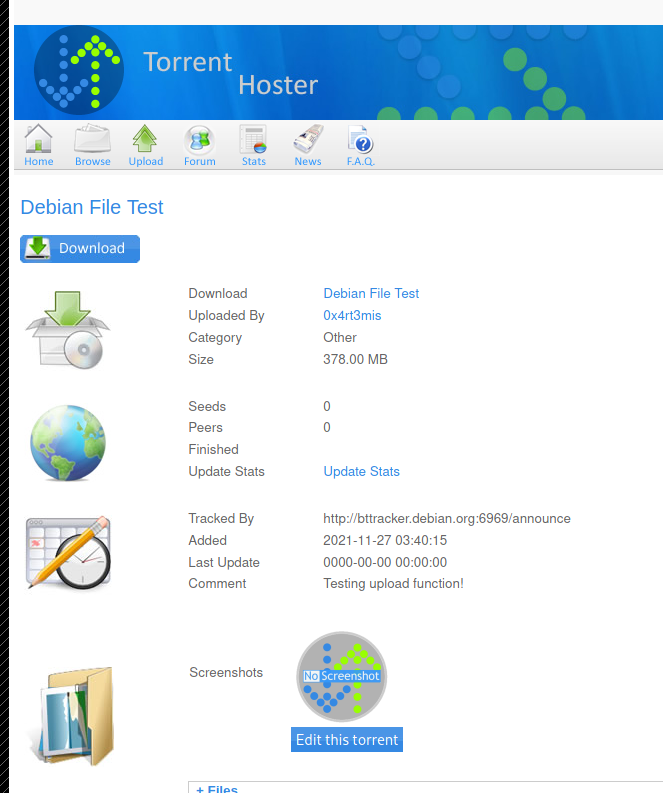 Torrent
Hoster
Home Browse Upload Forum Stats News F.A.Q.
Debian File Test
Download
Download Debian File Test
Uploaded By 0x4rt3mis
Category Other
Size 378.00 MB
Seeds 0
Peers 0
Finished
Update Stats Update Stats
Tracked By http://bttracker.debian.org:6969/announce
Added 2021-11-27 03:40:15
Last Update 0000-00-00 00:00:00
Comment Testing upload function!
Screenshots No Screenshot
Edit this torrent
+ Files